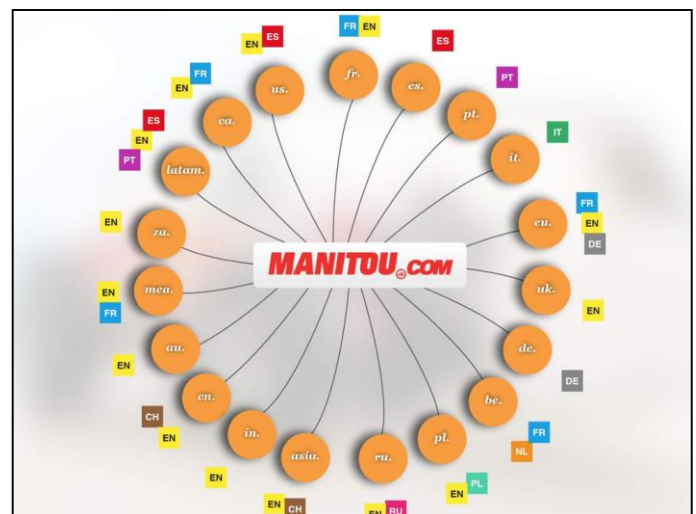 FR EN
fr.
ES
es.
PT
pt.
IT
it.
FR
EN
DE
eu.
EN
uk.
DE
de.
FR
NL
be.
PL
EN
pl.
EN RU
ru.
EN CH
asia.
EN
in.
CH
EN
cn.
EN
au.
EN
FR
mea.
EN
za.
ES
EN
PT
latam.
FR
EN
ca.
EN ES
us.
MANITOU.COM